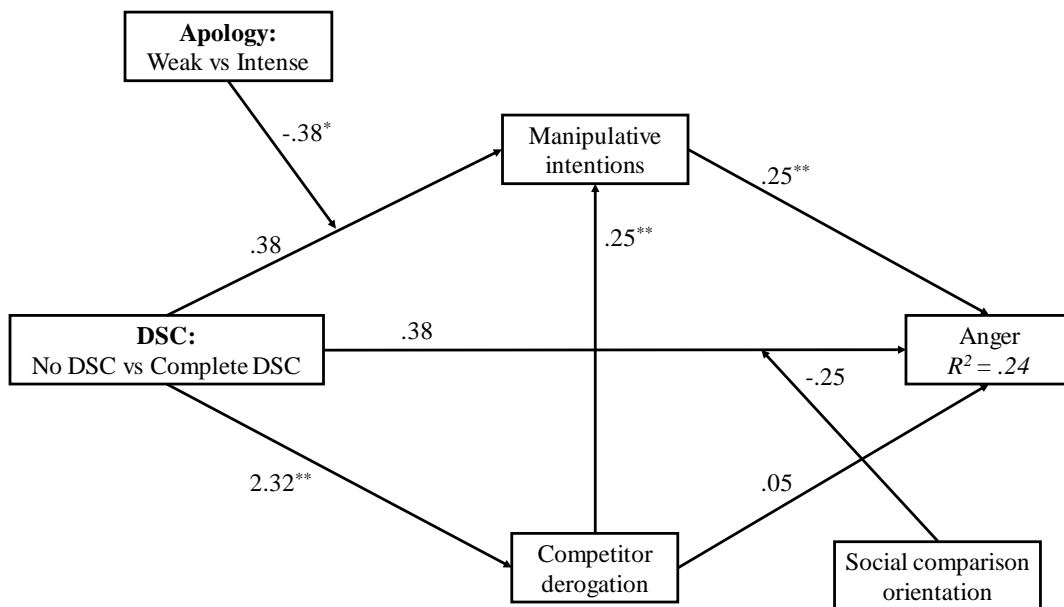 Apology:
Weak vs Intense
-.38*
Manipulative
intentions
.25**
.38
.25**
DSC:
No DSC vs Complete DSC
.38
Anger
R² = .24
-.25
2.32**
.05
Competitor
derogation
Social comparison
orientation